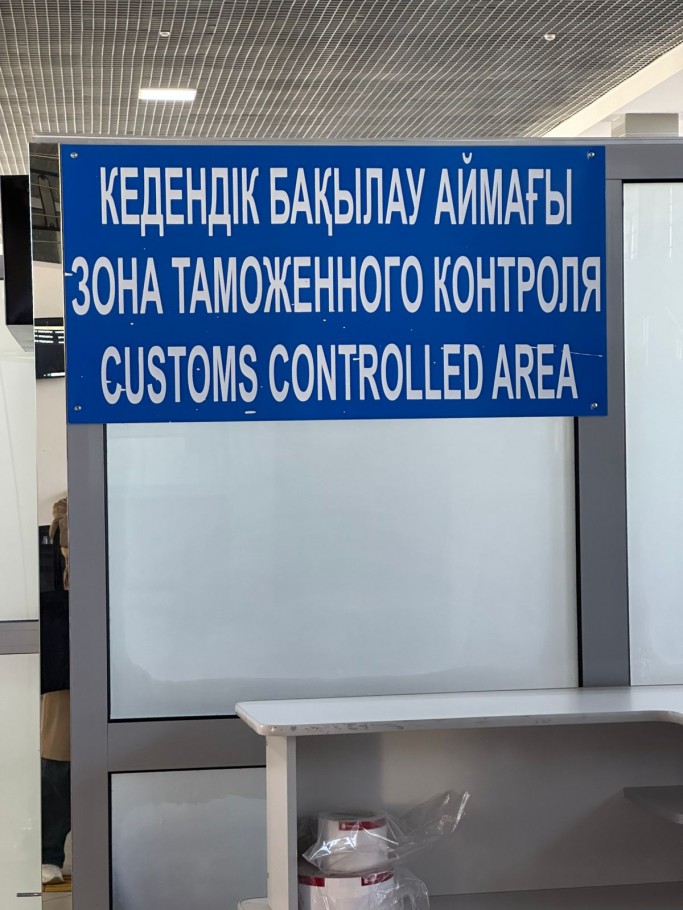 КЕДЕНДІК БАҚЫЛАУ АЙМАҒЫ
ЗОНА ТАМОЖЕННОГО КОНТРОЛЯ
CUSTOMS CONTROLLED AREA